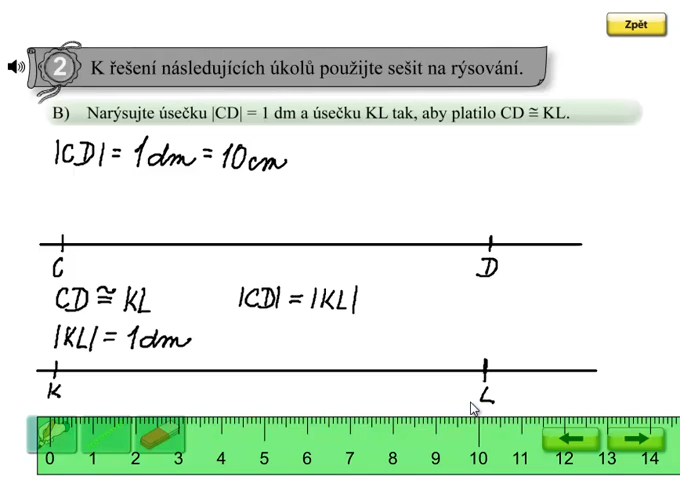 Zpět
2 K řešení následujících úkolů použijte sešit na rýsování.
B) Narýsujte úsečku |CD| = 1 dm a úsečku KL tak, aby platilo CD ≅ KL.
|CD| = 1dm = 10cm
C D
CD ≅ KL |CD| = |KL|
|KL| = 1dm
K L
0 1 2 3 4 5 6 7 8 9 10 11 12 13 14